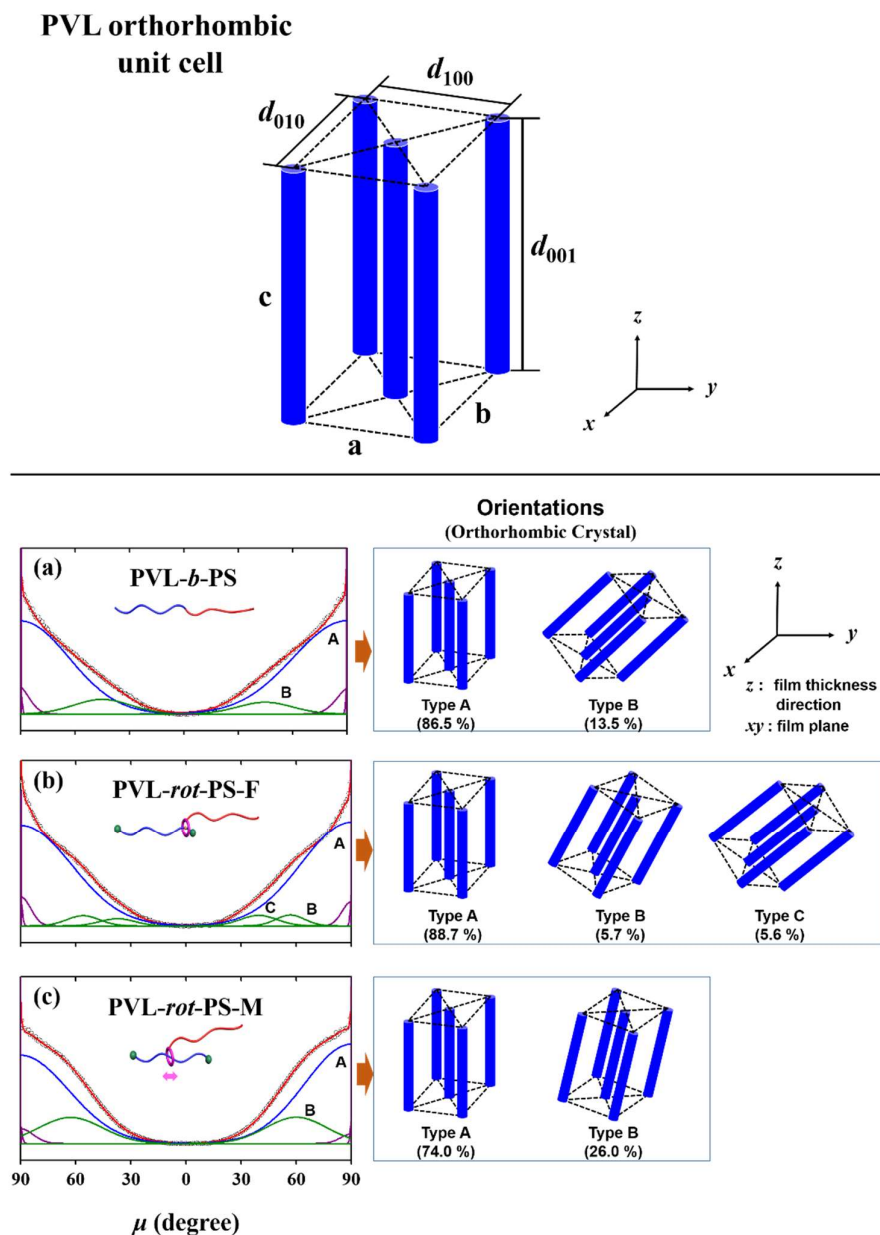 PVL orthorhombic
unit cell
d100
d010
d001
c
a
b
z
y
x
Orientations
(Orthorhombic Crystal)
(a)
PVL-b-PS
A
B
Type A
(86.5 %)
Type B
(13.5 %)
z
y
x
z : film thickness
direction
xy : film plane
(b)
PVL-rot-PS-F
A
C
B
Type A
(88.7 %)
Type B
(5.7 %)
Type C
(5.6 %)
(c)
PVL-rot-PS-M
A
B
Type A
(74.0 %)
Type B
(26.0 %)
90 60 30 0 30 60 90
μ (degree)